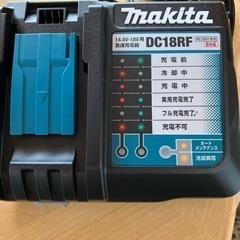 makita
14.4V-18V用
急速充電器 DC18RF
充電前
冷却中
充電中
実用充電完了
フル充電完了♪
充電不可
オート
メンテナンス
冷却異常